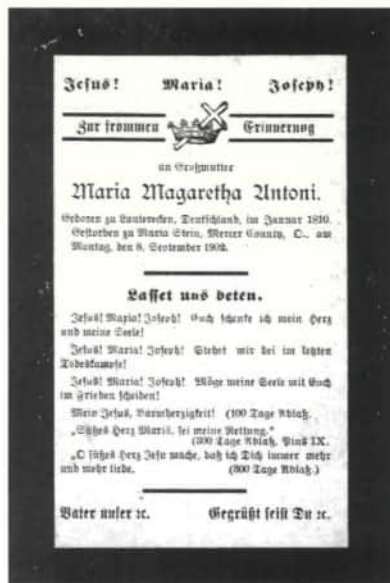 Jesus! Maria! Joseph!
Zur frommen Erinnerung
an Großmutter
Maria Magaretha Antoni.
Geboren zu Lauterecken, Deutschland, im Januar 1810.
Gestorben zu Maria Stein, Mercer County, O., am
Montag, den 8. September 1902.
Lasset uns beten.
Jesus! Maria! Joseph! Euch schenke ich mein Herz
und meine Seele!
Jesus! Maria! Joseph! Stehet mir bei im letzten
Todeskampfe!
Jesus! Maria! Joseph! Möge meine Seele mit Euch
im Frieden scheiden!
Mein Jesus, Barmherzigkeit! (100 Tage Ablaß.
„Süßes Herz Mariä, sei meine Rettung."
(300 Tage Ablaß, Pius IX.
„O süßes Herz Jesu mache, daß ich Dich immer mehr
und mehr liebe. (300 Tage Ablaß.)
Vater unser ꝛc. Gegrüßt seist Du ꝛc.